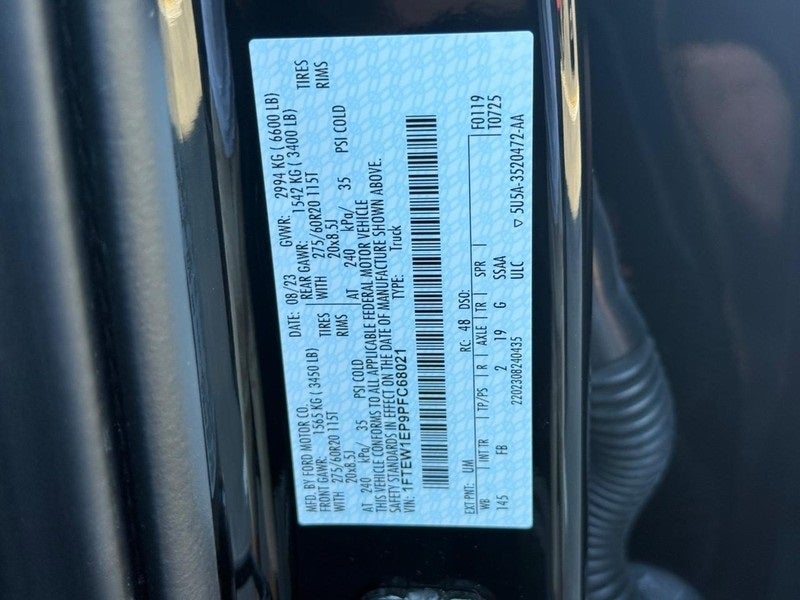 MFD. BY FORD MOTOR CO. DATE: 08/23 GVWR: 2994 KG ( 6600 LB)
FRONT GAWR: 1565 KG ( 3450 LB) REAR GAWR: 1542 KG ( 3400 LB)
WITH 275/60R20 115T TIRES WITH 275/60R20 115T TIRES
20x8.5J RIMS 20x8.5J RIMS
AT 240 kPa/ 35 PSI COLD AT 240 kPa/ 35 PSI COLD
THIS VEHICLE CONFORMS TO ALL APPLICABLE FEDERAL MOTOR VEHICLE
SAFETY STANDARDS IN EFFECT ON THE DATE OF MANUFACTURE SHOWN ABOVE.
VIN: 1FTEW1EP9PFC68021 TYPE: Truck
F0119
EXT PNT: UM RC: 48 DSO: 1T0725
WB INT TR TP/PS R AXLE TR SPR
145 FB 2 19 G SSAA
2202308240435 ULC ▽ 5U5A-3520472-AA